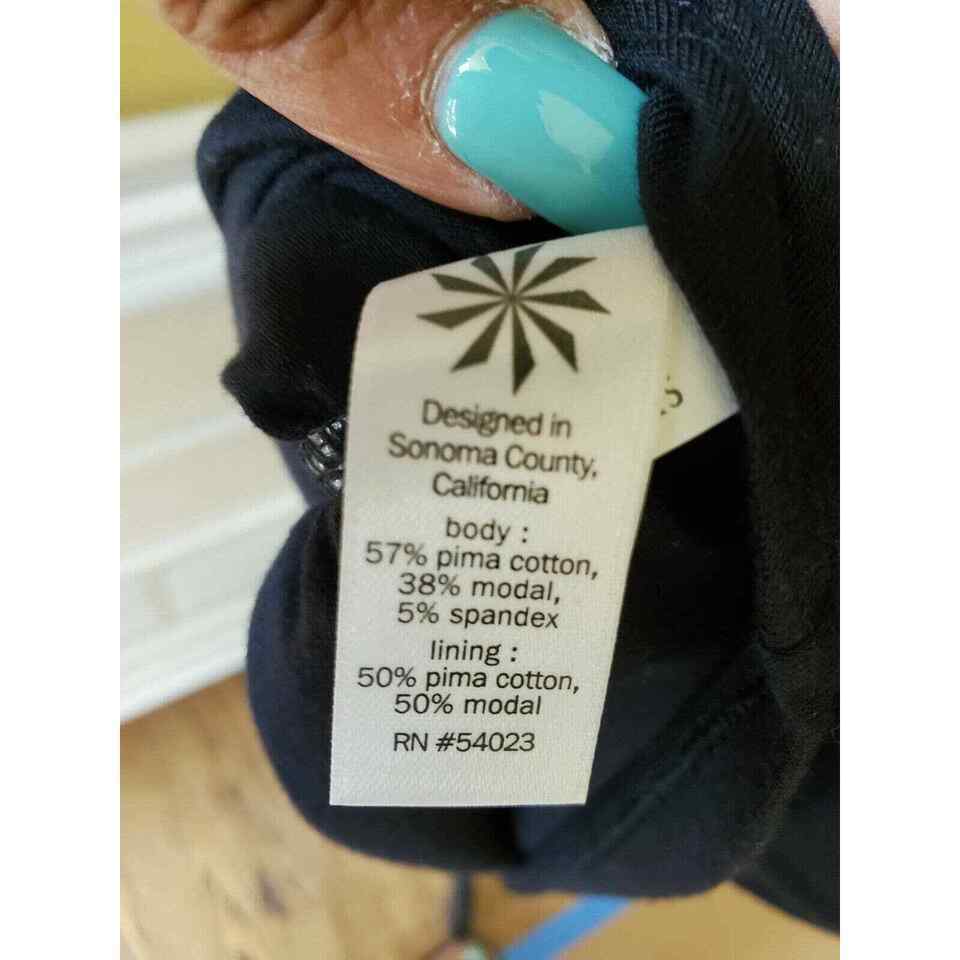 Designed in
Sonoma County,
California
body :
57% pima cotton,
38% modal,
5% spandex
lining :
50% pima cotton,
50% modal
RN #54023